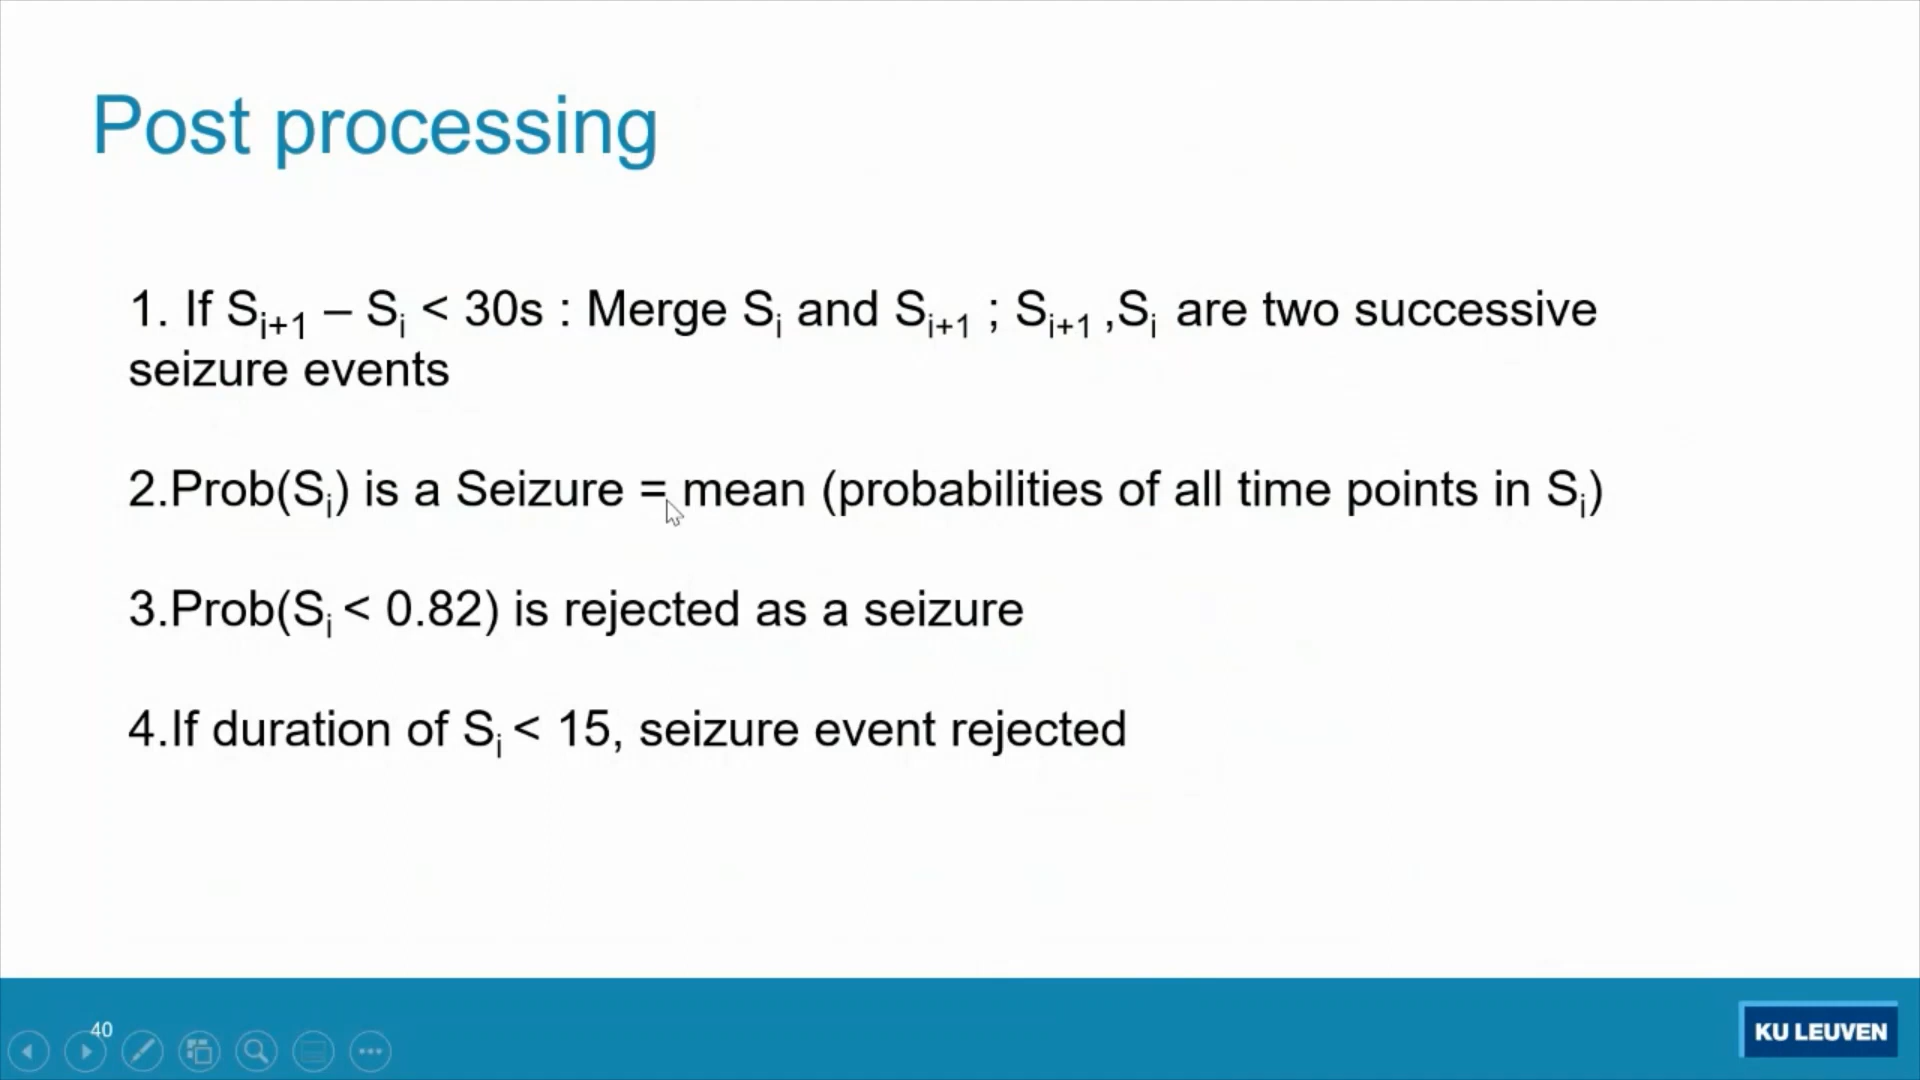 Post processing
1. If Si+1 – Si < 30s : Merge Si and Si+1 ; Si+1 ,Si are two successive
seizure events
2.Prob(Si) is a Seizure = mean (probabilities of all time points in Si)
3.Prob(Si < 0.82) is rejected as a seizure
4.If duration of Si < 15, seizure event rejected
40
KU LEUVEN